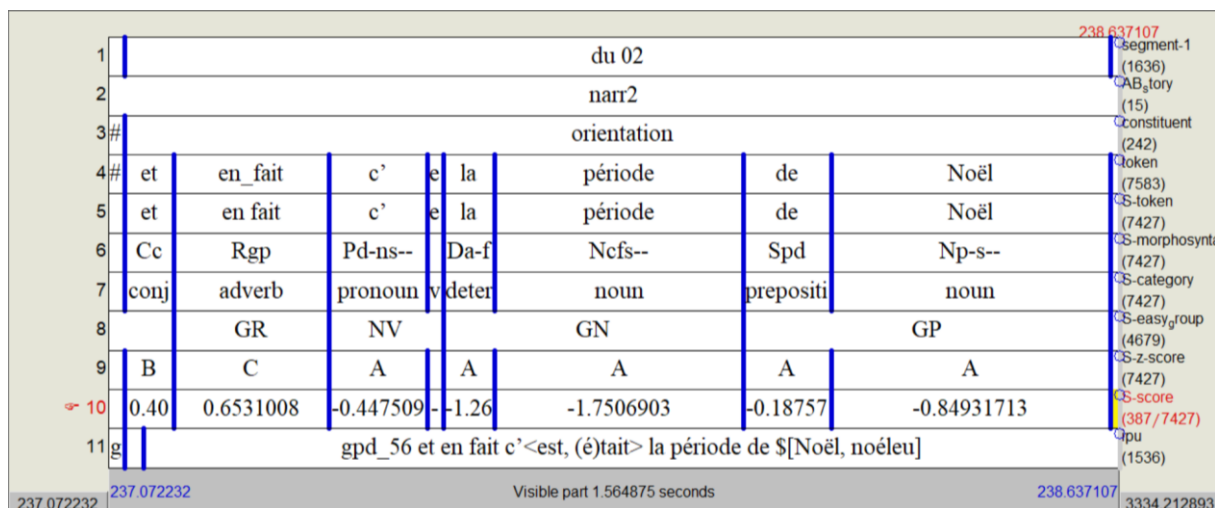 238.637107
1 du 02 segment-1 (1636)
2 narr2 AB_story (15)
3 # orientation constituent (242)
4 # et en_fait c’ e la période de Noël token (7583)
5 et en fait c’ e la période de Noël S-token (7427)
6 Cc Rgp Pd-ns-- Da-f Ncfs-- Spd Np-s-- S-morphosynta (7427)
7 conj adverb pronoun v deter noun prepositi noun S-category (7427)
8 GR NV GN GP S-easy_group (4679)
9 B C A A A A A S-z-score (7427)
☞ 10 0.40 0.6531008 -0.447509 - -1.26 -1.7506903 -0.18757 -0.84931713 S-score (387/7427)
11 g gpd_56 et en fait c’<est, (é)tait> la période de $[Noël, noéleu] ipu (1536)
237.072232 237.072232 Visible part 1.564875 seconds 238.637107 3334.212893